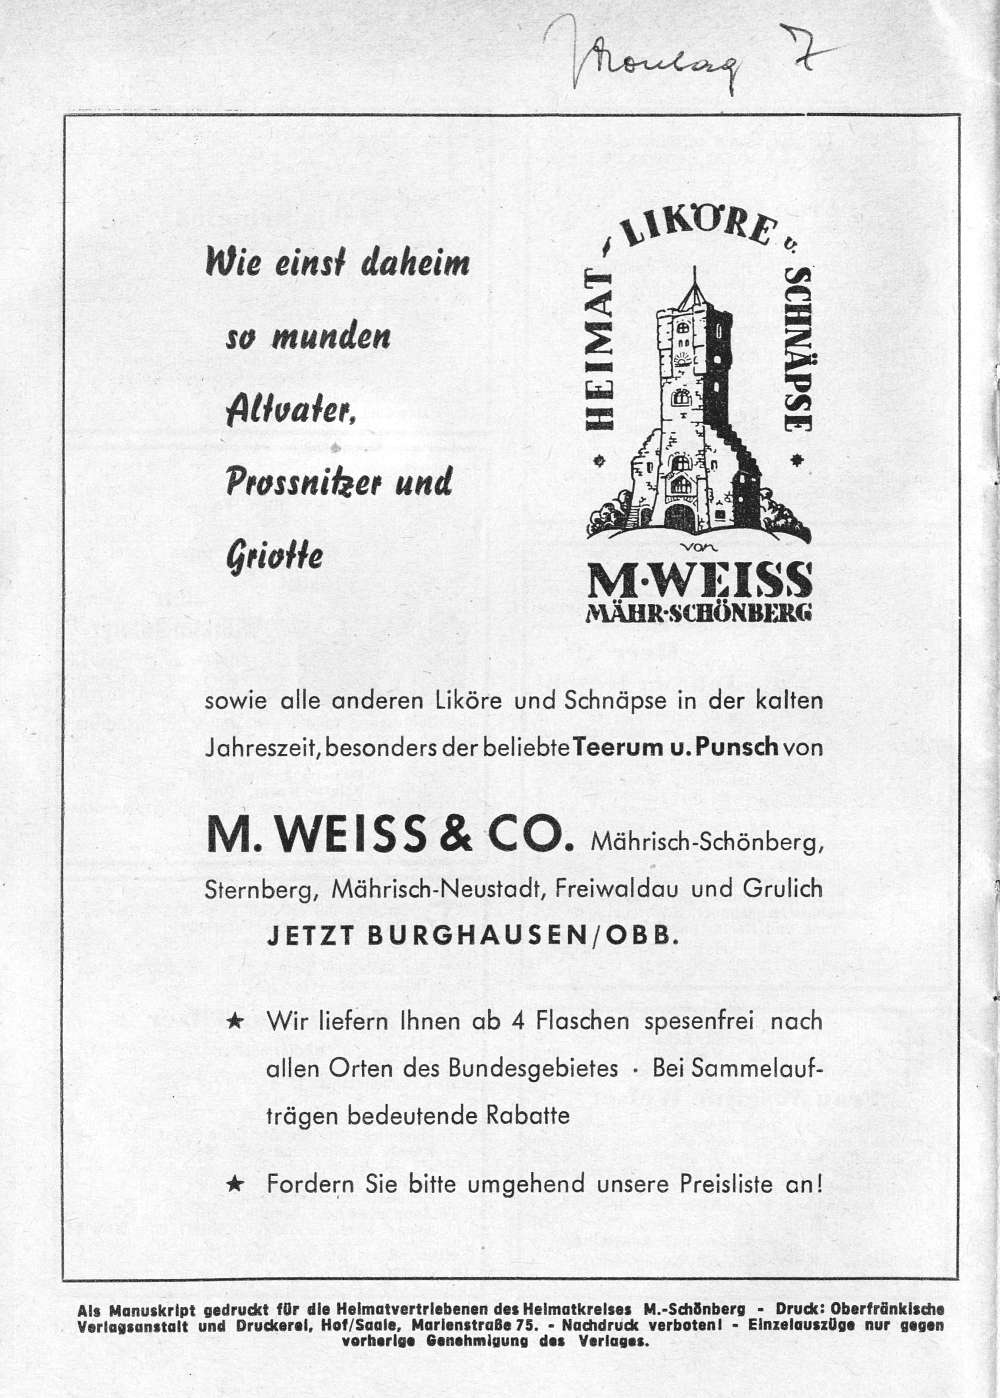 Montag 7
Wie einst daheim
so munden
Altvater,
Prossnitzer und
Griotte
HEIMAT LIKÖRE u. SCHNÄPSE
von
M·WEISS
MÄHR·SCHÖNBERG
sowie alle anderen Liköre und Schnäpse in der kalten
Jahreszeit, besonders der beliebte Teerum u. Punsch von
M. WEISS & CO. Mährisch-Schönberg,
Sternberg, Mährisch-Neustadt, Freiwaldau und Grulich
JETZT BURGHAUSEN/OBB.
★ Wir liefern Ihnen ab 4 Flaschen spesenfrei nach
allen Orten des Bundesgebietes · Bei Sammelauf-
trägen bedeutende Rabatte
★ Fordern Sie bitte umgehend unsere Preisliste an!
Als Manuskript gedruckt für die Heimatvertriebenen des Heimatkreises M.-Schönberg - Druck: Oberfränkische
Verlagsanstalt und Druckerei, Hof/Saale, Marienstraße 75. - Nachdruck verboten! - Einzelauszüge nur gegen
vorherige Genehmigung des Verlages.